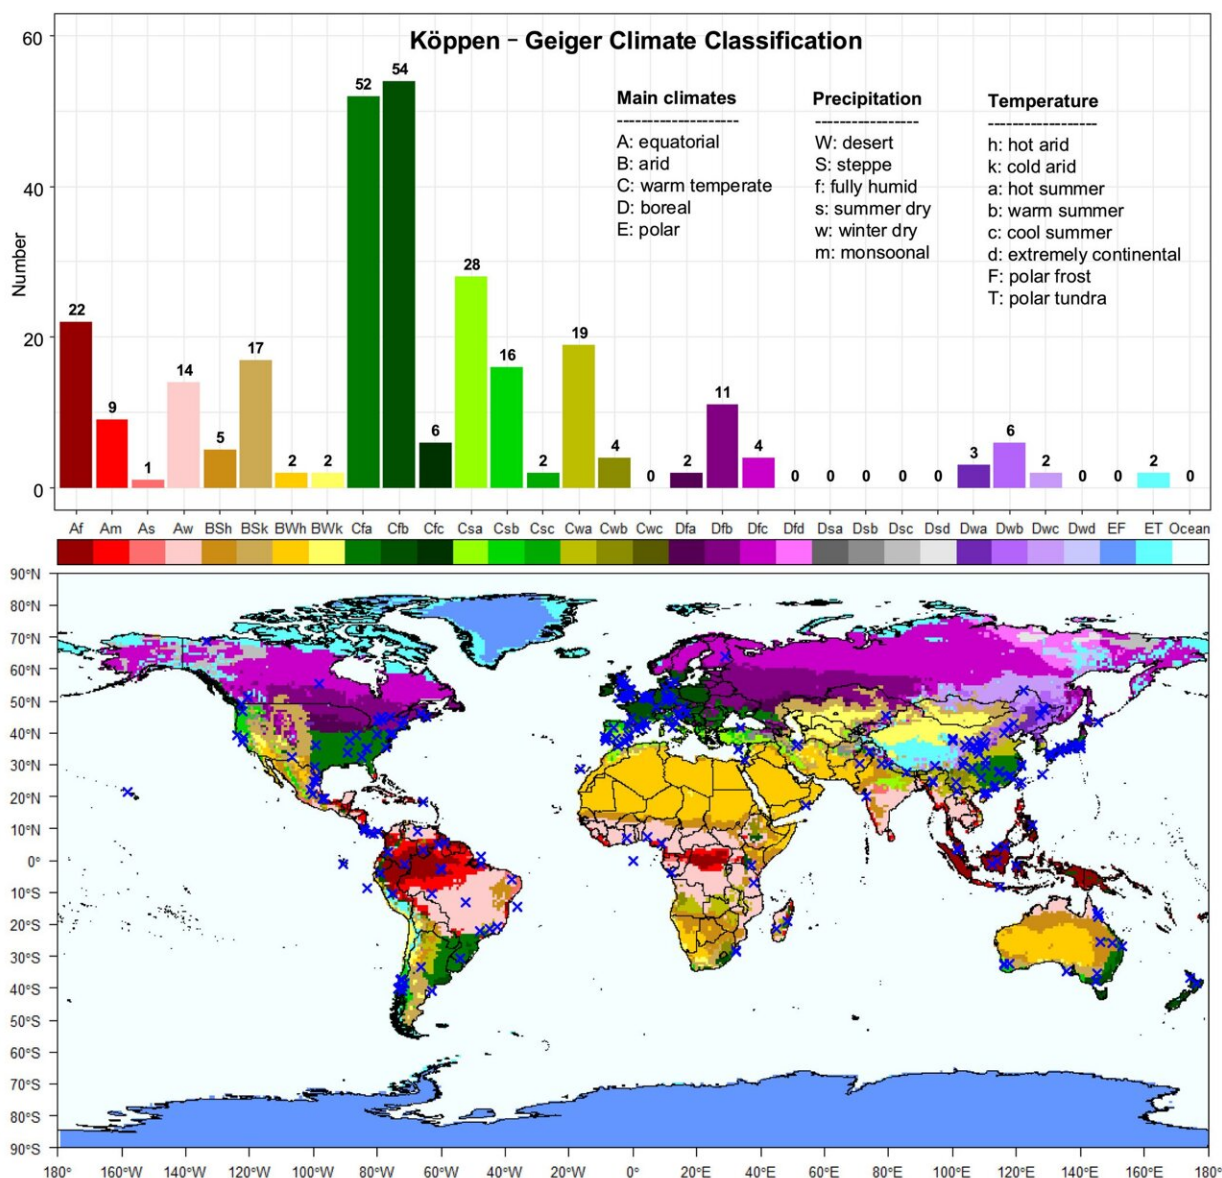 Köppen – Geiger Climate Classification
60
40
20
0
Number
Main climates
--------------------
A: equatorial
B: arid
C: warm temperate
D: boreal
E: polar
Precipitation
-----------------
W: desert
S: steppe
f: fully humid
s: summer dry
w: winter dry
m: monsoonal
Temperature
------------------
h: hot arid
k: cold arid
a: hot summer
b: warm summer
c: cool summer
d: extremely continental
F: polar frost
T: polar tundra
22 9 1 14 5 17 2 2 52 54 6 28 16 2 19 4 0 2 11 4 0 0 0 0 0 3 6 2 0 0 2 0
Af Am As Aw BSh BSk BWh BWk Cfa Cfb Cfc Csa Csb Csc Cwa Cwb Cwc Dfa Dfb Dfc Dfd Dsa Dsb Dsc Dsd Dwa Dwb Dwc Dwd EF ET Ocean
90°N
80°N
70°N
60°N
50°N
40°N
30°N
20°N
10°N
0°
10°S
20°S
30°S
40°S
50°S
60°S
70°S
80°S
90°S
180° 160°W 140°W 120°W 100°W 80°W 60°W 40°W 20°W 0° 20°E 40°E 60°E 80°E 100°E 120°E 140°E 160°E 180°